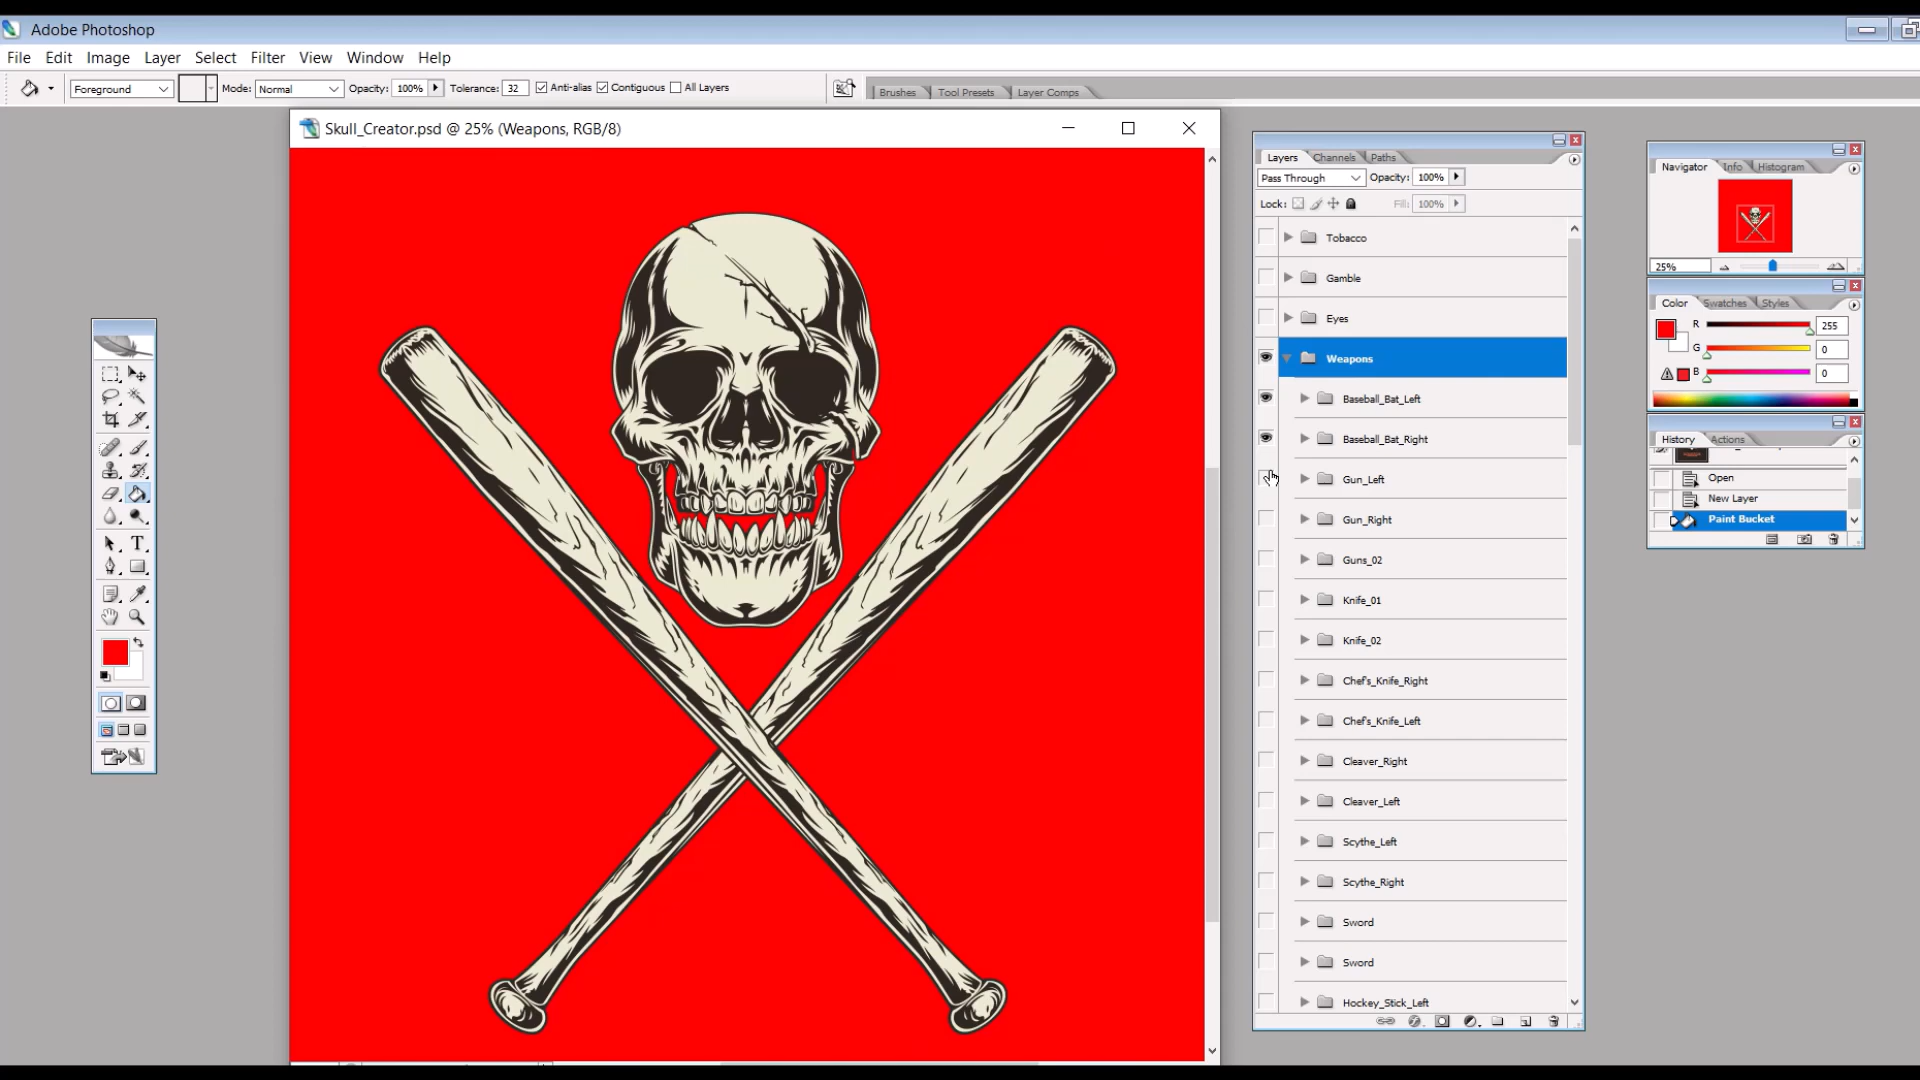 Adobe Photoshop
File Edit Image Layer Select Filter View Window Help
Foreground Mode: Normal Opacity: 100% Tolerance: 32 Anti-alias Contiguous All Layers Brushes Tool Presets Layer Comps
Skull_Creator.psd @ 25% (Weapons, RGB/8)
Layers Channels Paths
Pass Through Opacity: 100%
Lock: Fill: 100%
Tobacco
Gamble
Eyes
Weapons
Baseball_Bat_Left
Baseball_Bat_Right
Gun_Left
Gun_Right
Guns_02
Knife_01
Knife_02
Chef's_Knife_Right
Chef's_Knife_Left
Cleaver_Right
Cleaver_Left
Scythe_Left
Scythe_Right
Sword
Sword
Hockey_Stick_Left
Navigator Info Histogram
25%
Color Swatches Styles
R 255
G 0
B 0
History Actions
Open
New Layer
Paint Bucket